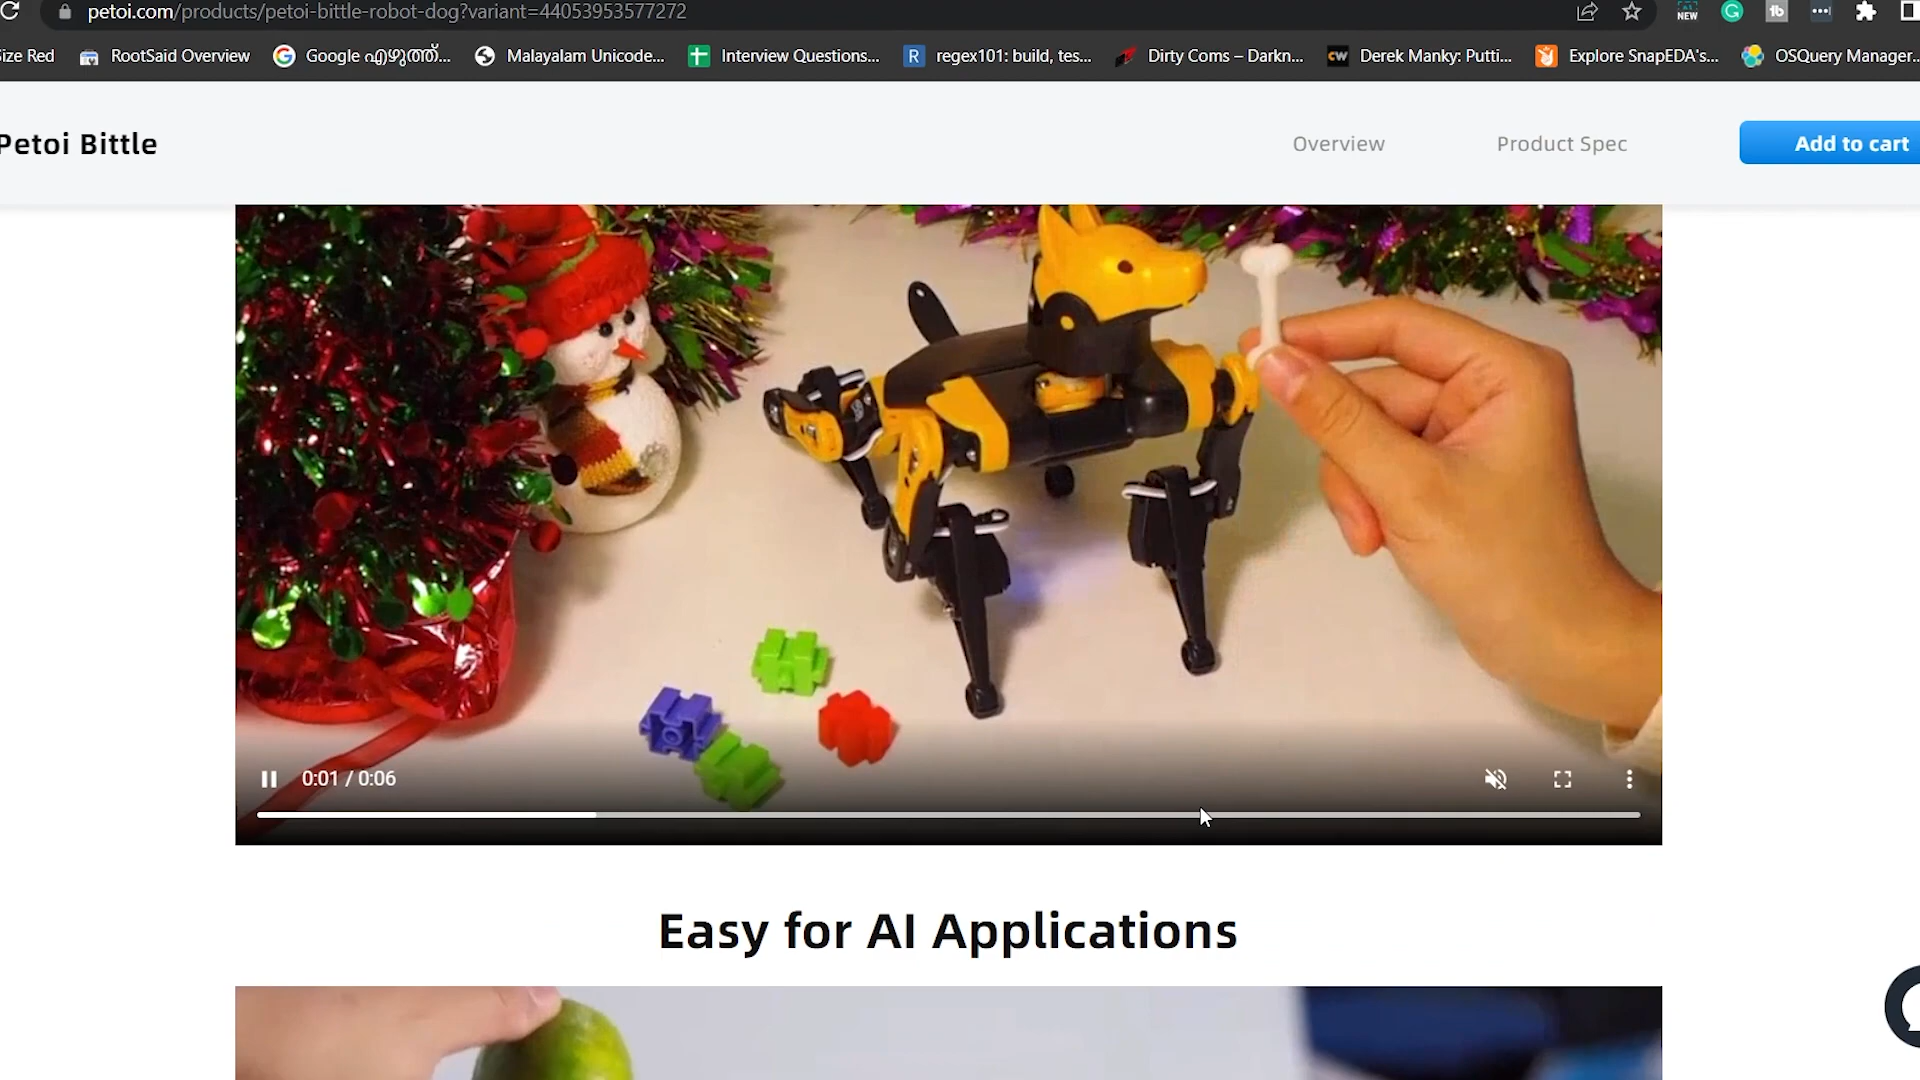 petoi.com/products/petoi-bittle-robot-dog?variant=44053953577272
NEW
ize Red
RootSaid Overview
Google എഴുത്ത്...
Malayalam Unicode...
Interview Questions...
R
regex101: build, tes...
Dirty Coms – Darkn...
CW
Derek Manky: Putti...
Explore SnapEDA's...
OSQuery Manager...
Petoi Bittle
Overview
Product Spec
Add to cart
0:01 / 0:06
Easy for AI Applications